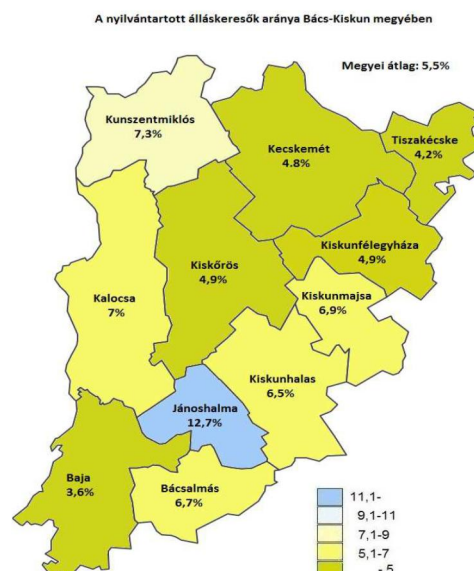 A nyilvántartott álláskeresők aránya Bács-Kiskun megyében
Megyei átlag: 5,5%
Kunszentmiklós
7,3%
Kecskemét
4.8%
Tiszakécske
4,2%
Kiskunfélegyháza
4,9%
Kiskőrös
4,9%
Kalocsa
7%
Kiskunmajsa
6,9%
Kiskunhalas
6,5%
Jánoshalma
12,7%
Baja
3,6%
Bácsalmás
6,7%
11,1-
9,1-11
7,1-9
5,1-7
- 5